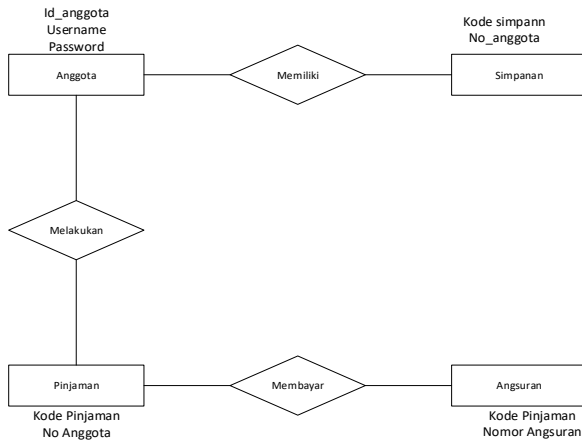 Id_anggota
Username
Password
Kode simpann
No_anggota
Anggota
Memiliki
Simpanan
Melakukan
Pinjaman
Membayar
Angsuran
Kode Pinjaman
No Anggota
Kode Pinjaman
Nomor Angsuran